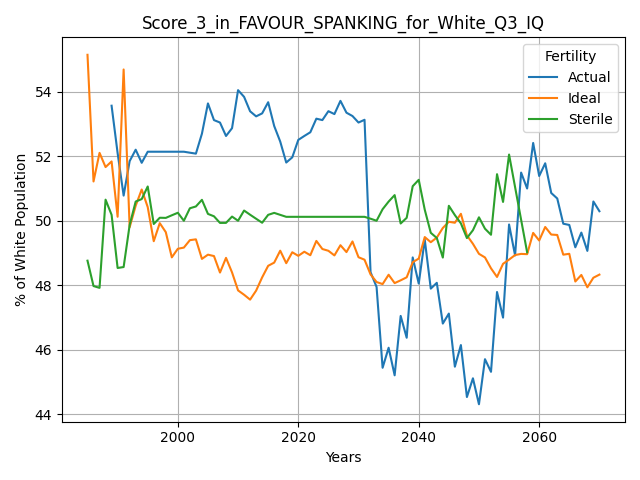 Score_3_in_FAVOUR_SPANKING_for_White_Q3_IQ
Fertility
Actual
Ideal
Sterile
% of White Population
54
52
50
48
46
44
2000 2020 2040 2060
Years